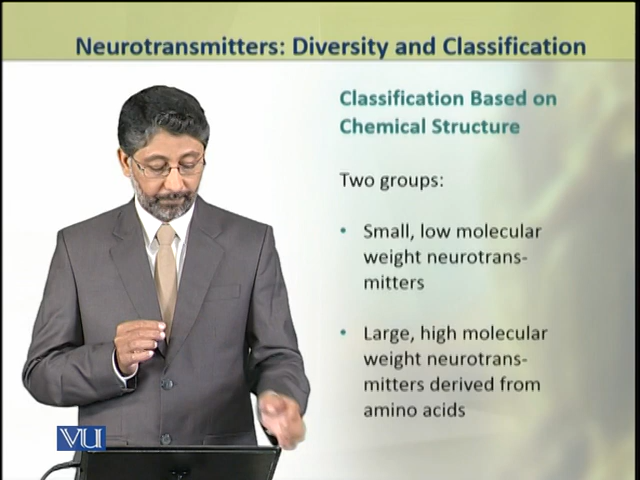 Neurotransmitters: Diversity and Classification
Classification Based on
Chemical Structure
Two groups:
• Small, low molecular
weight neurotrans-
mitters
• Large, high molecular
weight neurotrans-
mitters derived from
amino acids
VU